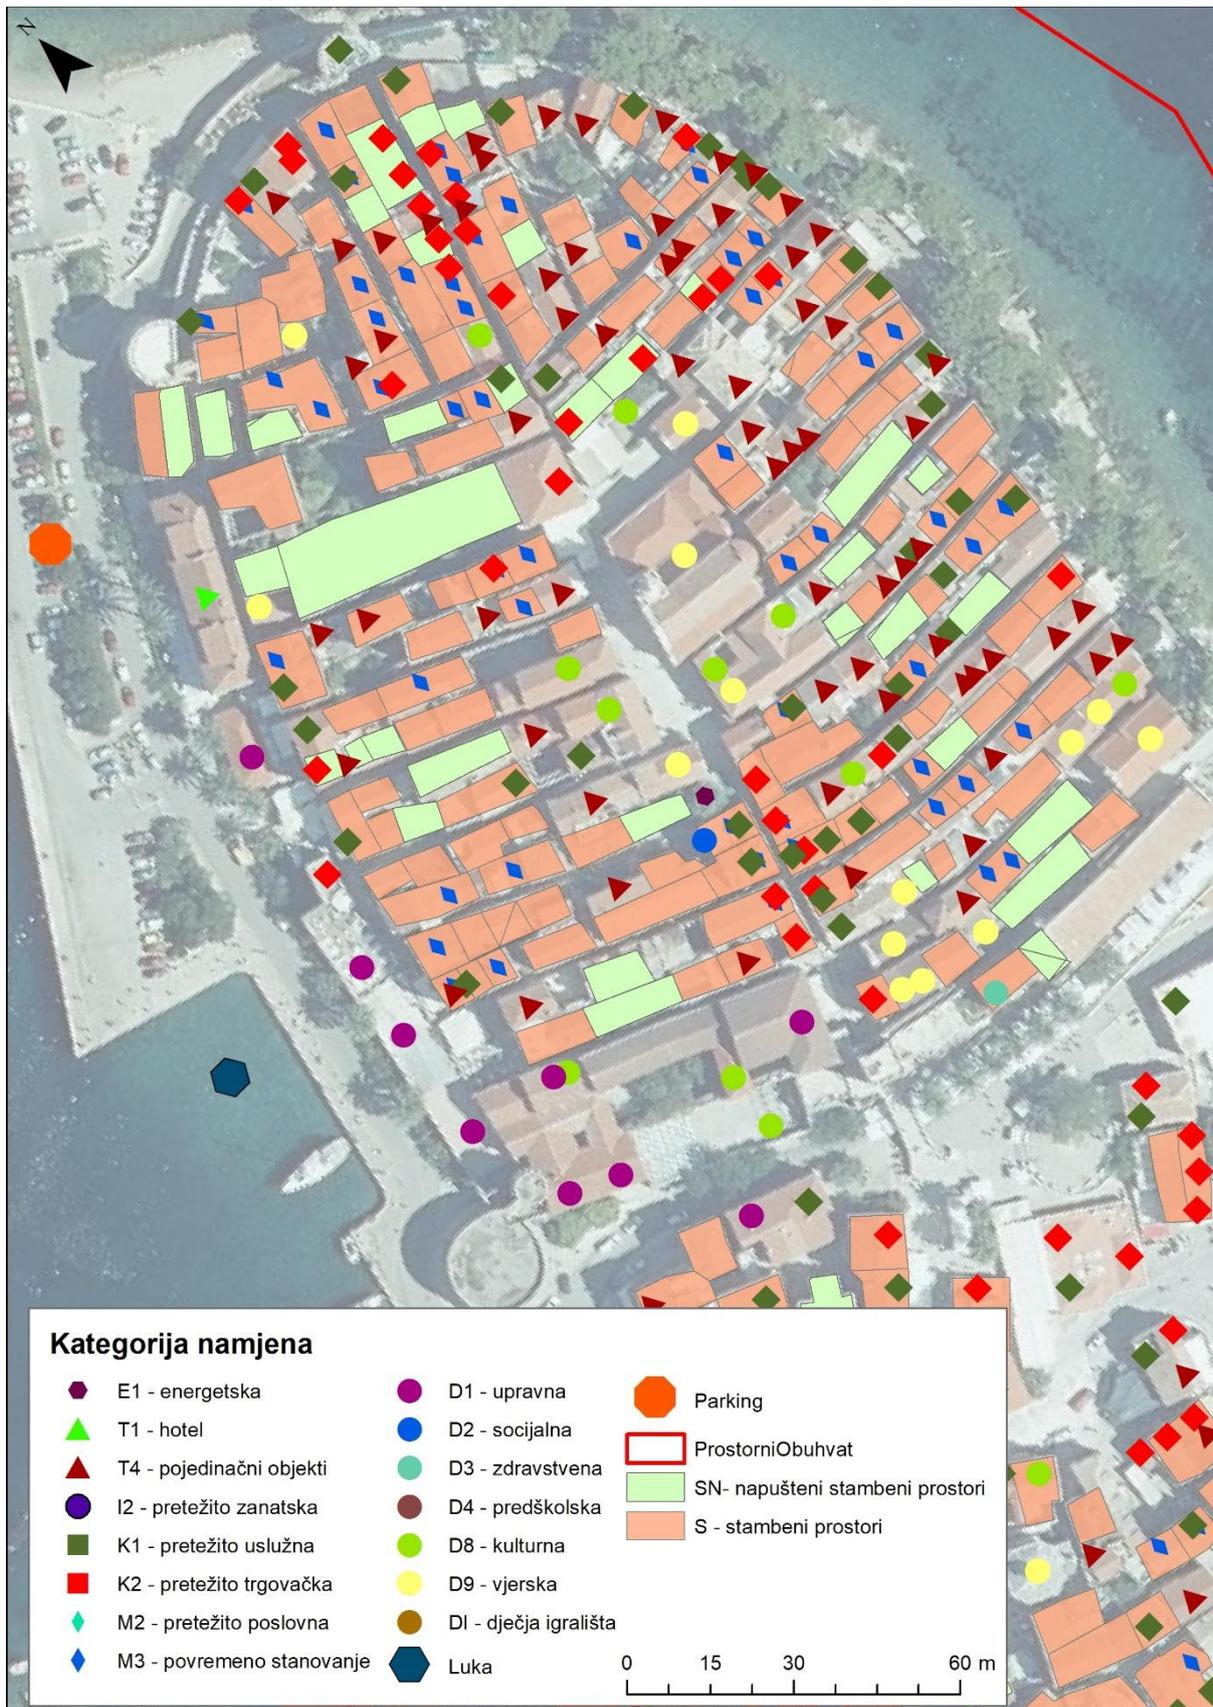 N
Kategorija namjena
E1 - energetska
T1 - hotel
T4 - pojedinačni objekti
I2 - pretežito zanatska
K1 - pretežito uslužna
K2 - pretežito trgovačka
M2 - pretežito poslovna
M3 - povremeno stanovanje
D1 - upravna
D2 - socijalna
D3 - zdravstvena
D4 - predškolska
D8 - kulturna
D9 - vjerska
DI - dječja igrališta
Luka
Parking
ProstorniObuhvat
SN- napušteni stambeni prostori
S - stambeni prostori
0 15 30 60 m